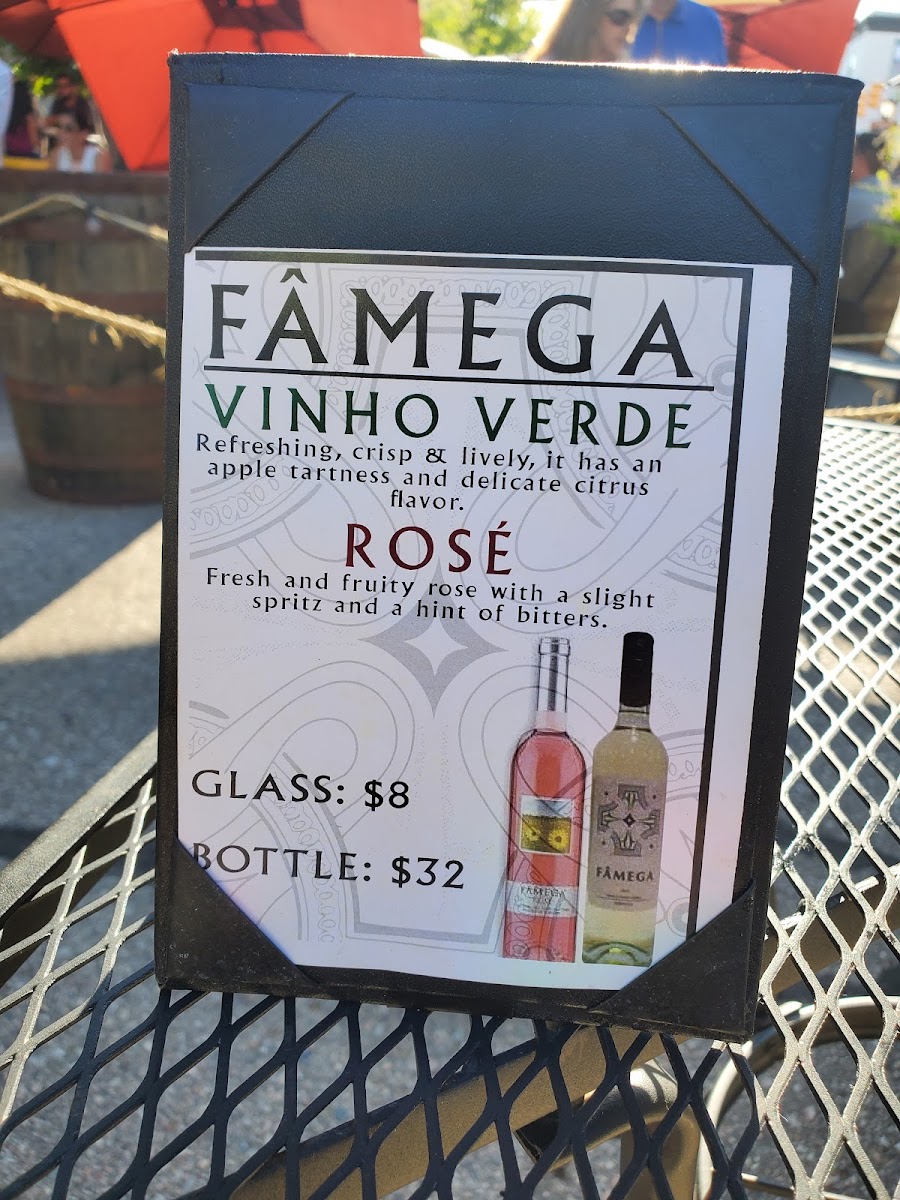 FÂMEGA
VINHO VERDE
Refreshing, crisp & lively, it has an
apple tartness and delicate citrus
flavor.
ROSÉ
Fresh and fruity rose with a slight
spritz and a hint of bitters.
GLASS: $8
BOTTLE: $32
FÂMEGA
FÂMEGA